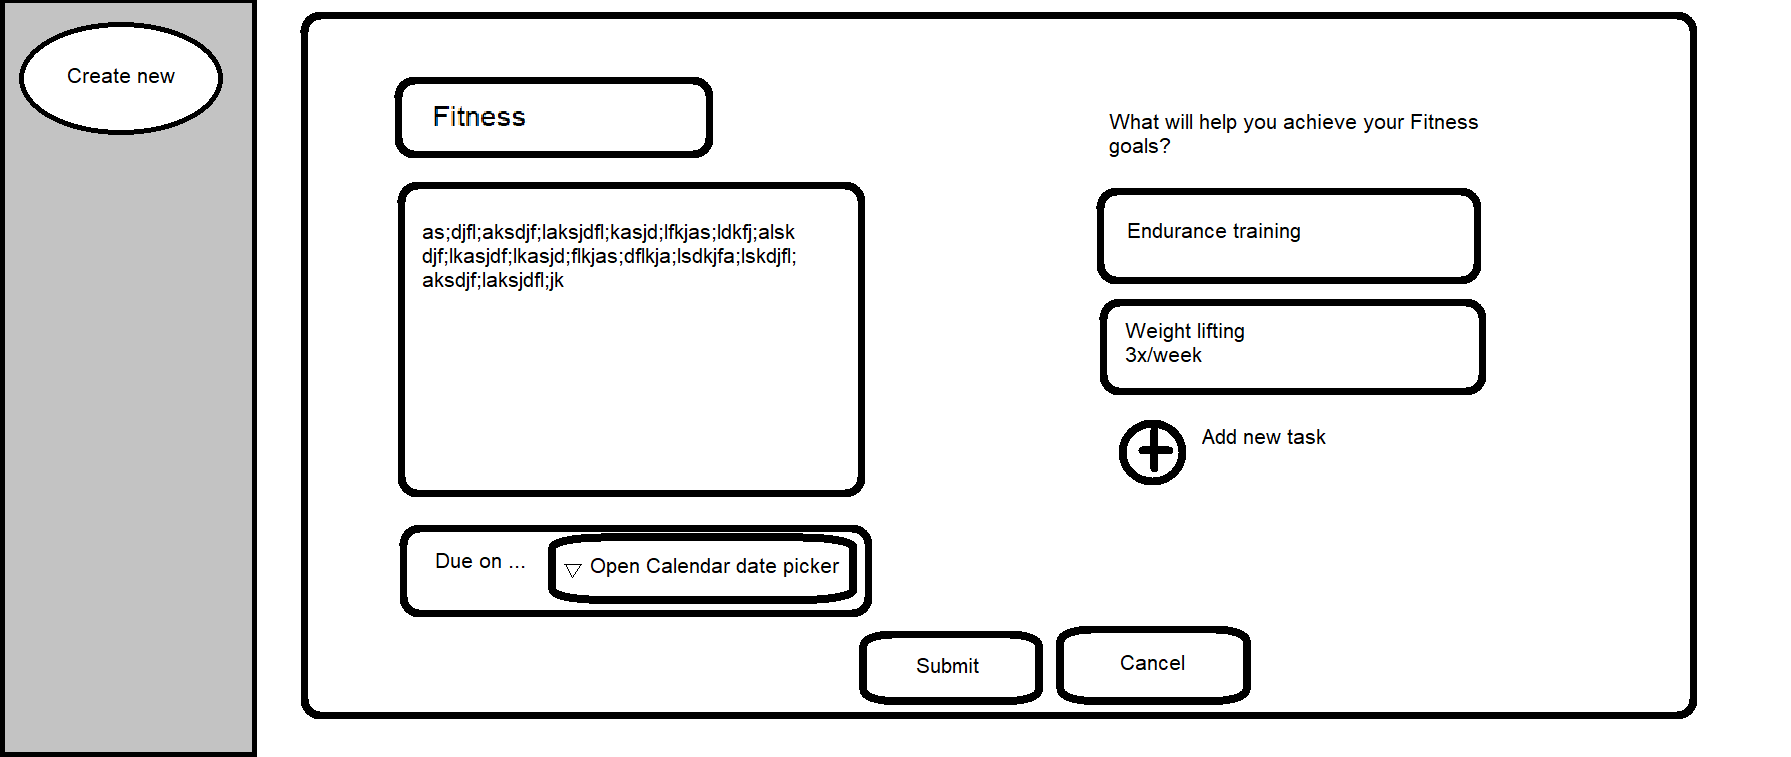 Create new
Fitness
as;djfl;aksdjf;laksjdfl;kasjd;lfkjas;ldkfj;alsk
djf;lkasjdf;lkasjd;flkjas;dflkja;lsdkjfa;lskdjfl;
aksdjf;laksjdfl;jk
Due on ...
Open Calendar date picker
What will help you achieve your Fitness
goals?
Endurance training
Weight lifting
3x/week
Add new task
Submit
Cancel